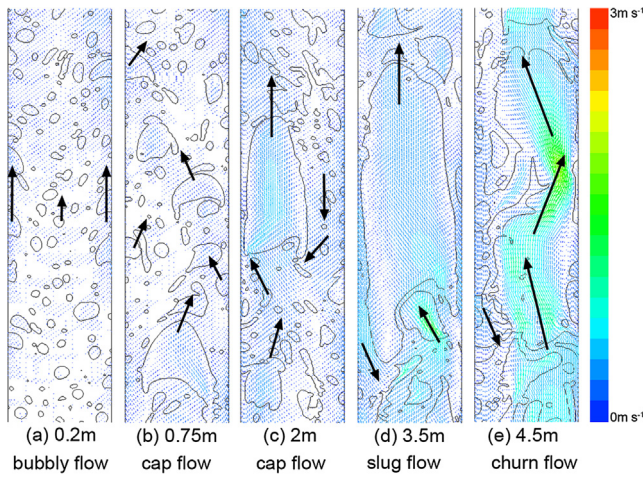 3m s⁻¹
0m s⁻¹
(a) 0.2m
bubbly flow
(b) 0.75m
cap flow
(c) 2m
cap flow
(d) 3.5m
slug flow
(e) 4.5m
churn flow